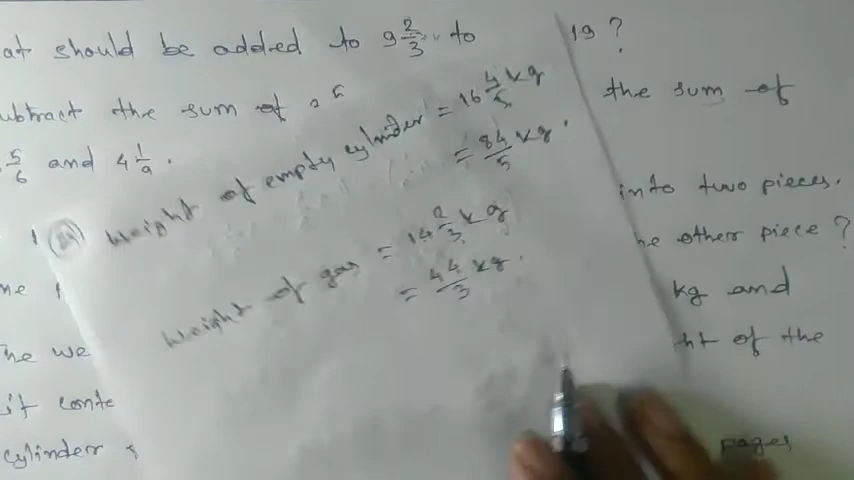 at should be added to 9 2/3 to 19 ?
ubtract the sum of 2 the sum of
5/6 and 4 1/9 .
into two pieces.
he other piece ?
kg and
he we ht of the
it conte
cylinder
pages
weight of empty cylinder = 16 4/5 kg
= 84/5 kg .
weight of gas = 14 2/3 kg
= 44/3 kg .